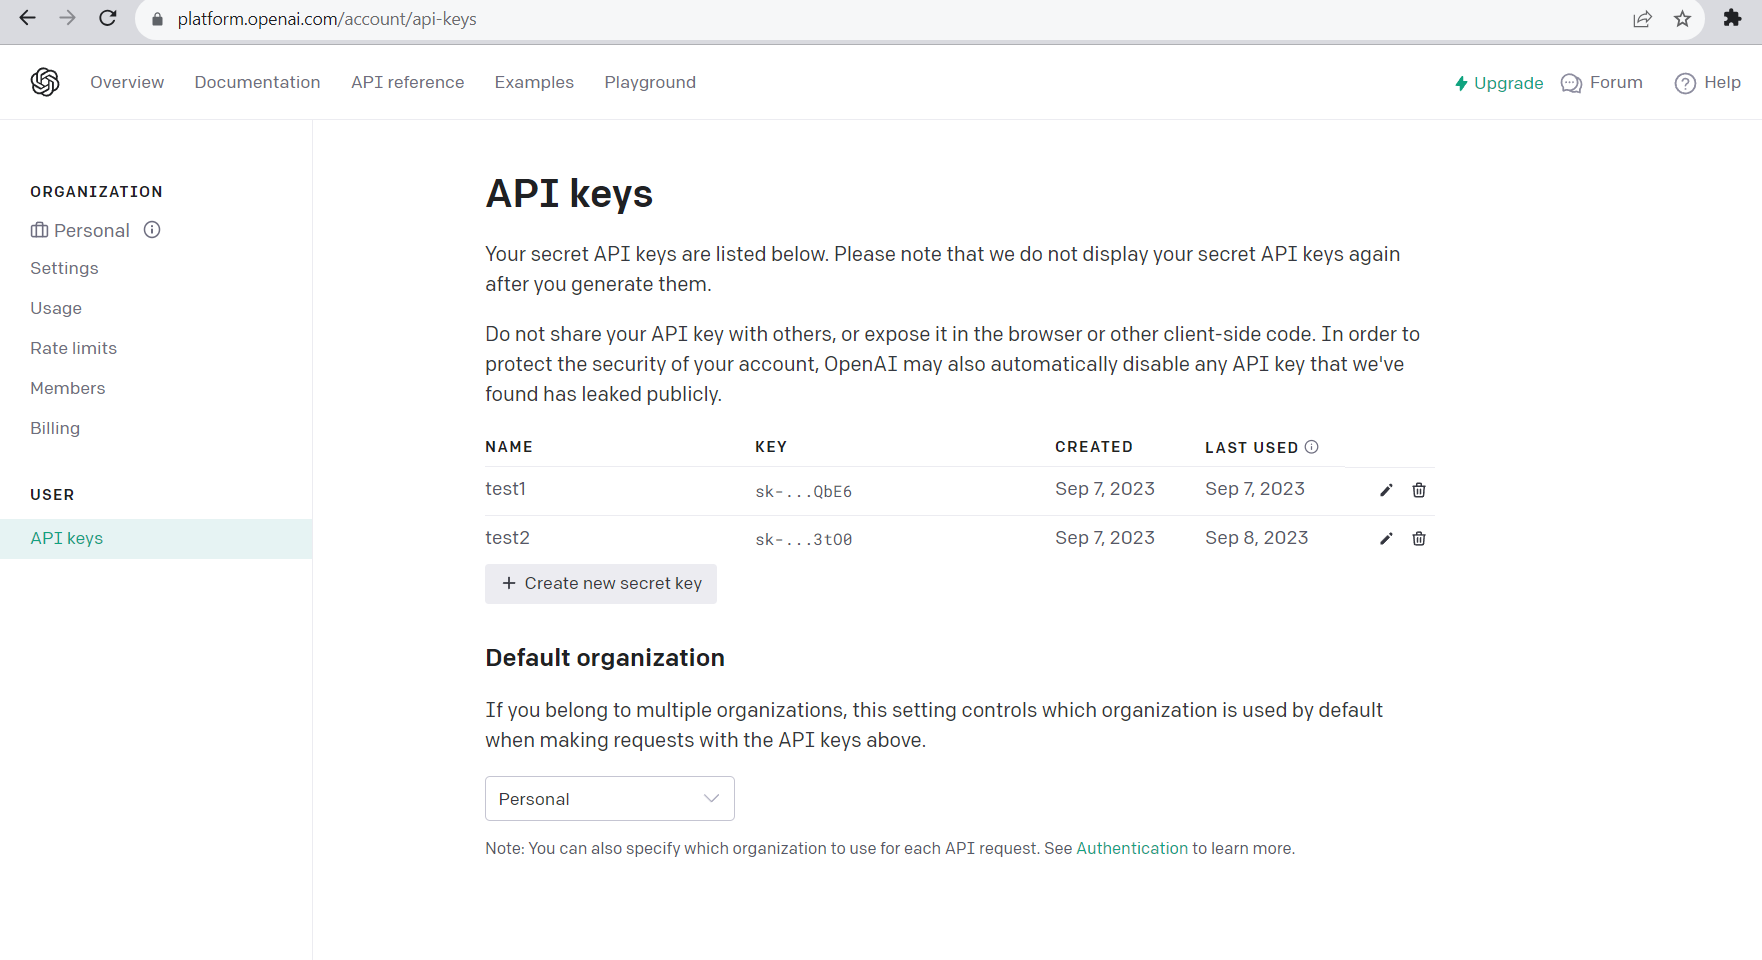 platform.openai.com/account/api-keys
Overview Documentation API reference Examples Playground Upgrade Forum Help
ORGANIZATION
Personal
Settings
Usage
Rate limits
Members
Billing
USER
API keys
API keys
Your secret API keys are listed below. Please note that we do not display your secret API keys again
after you generate them.
Do not share your API key with others, or expose it in the browser or other client-side code. In order to
protect the security of your account, OpenAI may also automatically disable any API key that we've
found has leaked publicly.
NAME KEY CREATED LAST USED
test1 sk-...QbE6 Sep 7, 2023 Sep 7, 2023
test2 sk-...3tO0 Sep 7, 2023 Sep 8, 2023
+ Create new secret key
Default organization
If you belong to multiple organizations, this setting controls which organization is used by default
when making requests with the API keys above.
Personal
Note: You can also specify which organization to use for each API request. See Authentication to learn more.